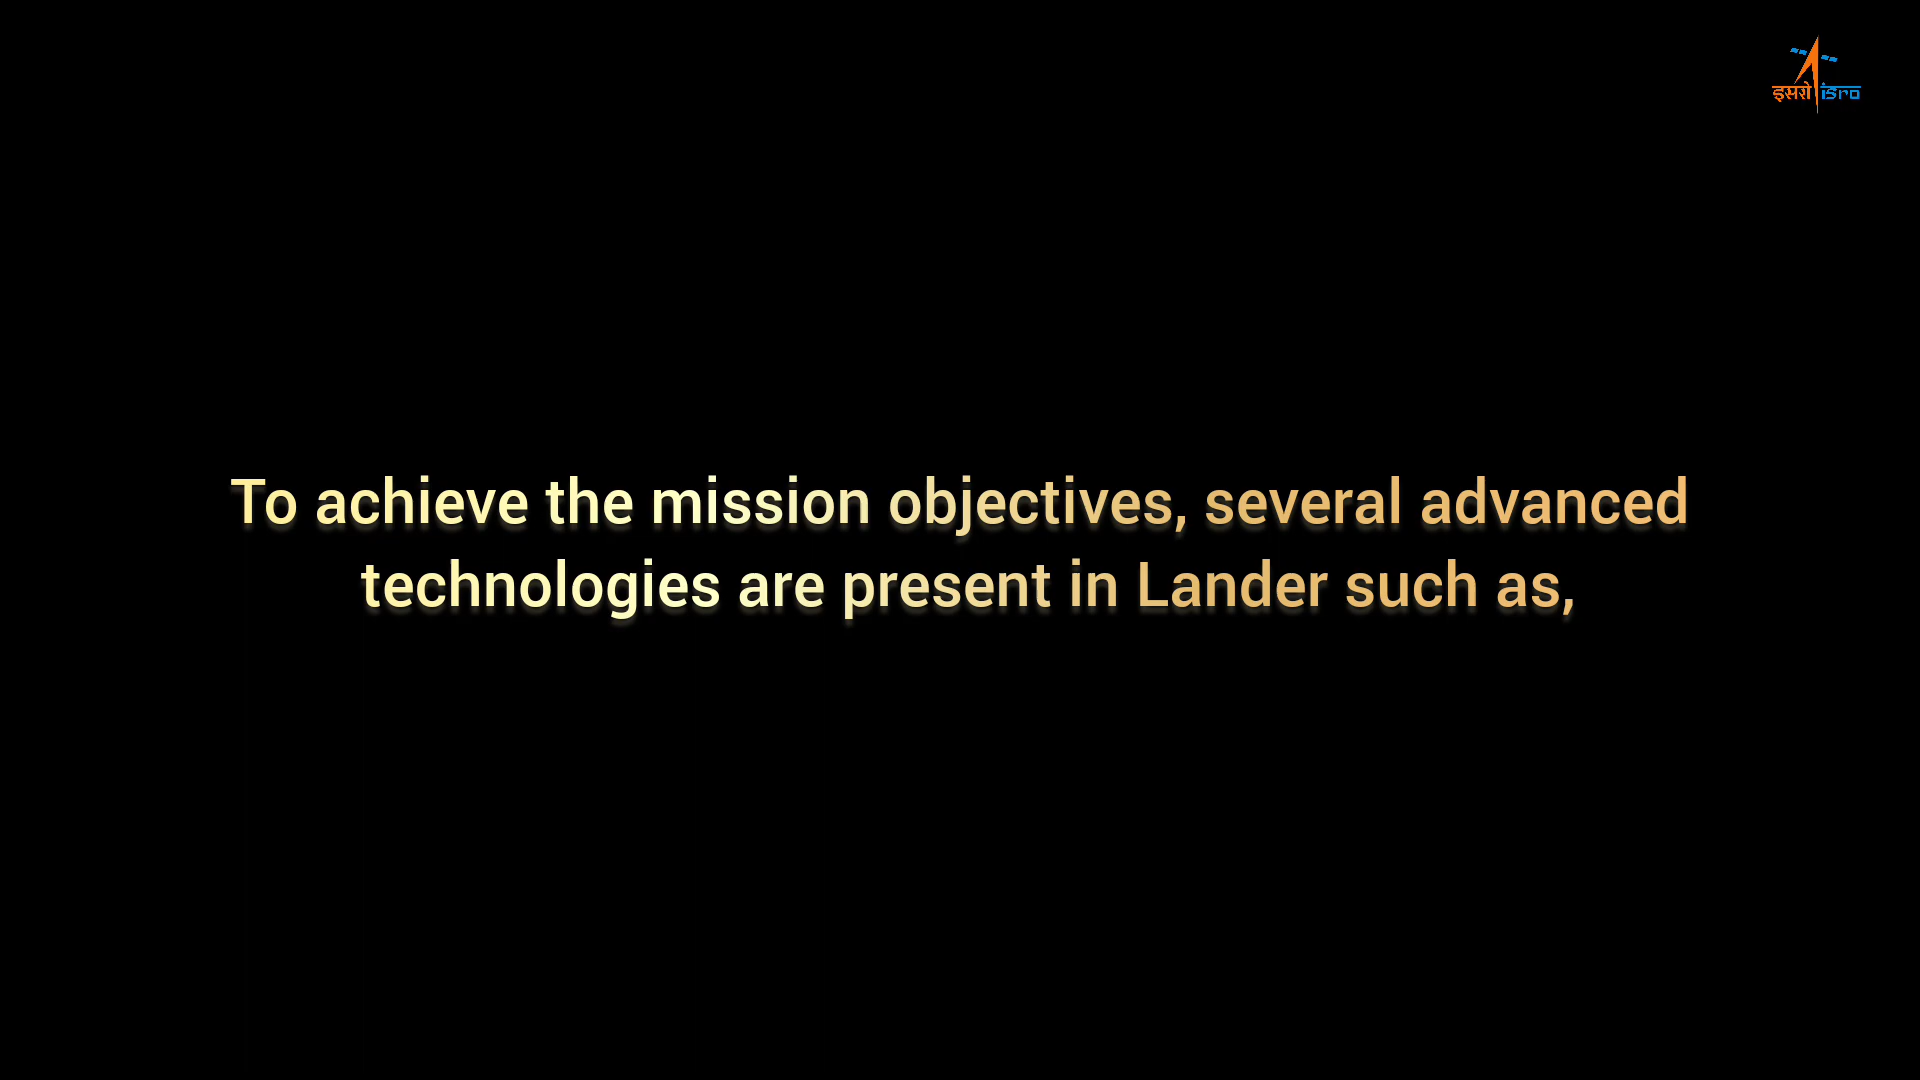 इसरो isro
To achieve the mission objectives, several advanced
technologies are present in Lander such as,